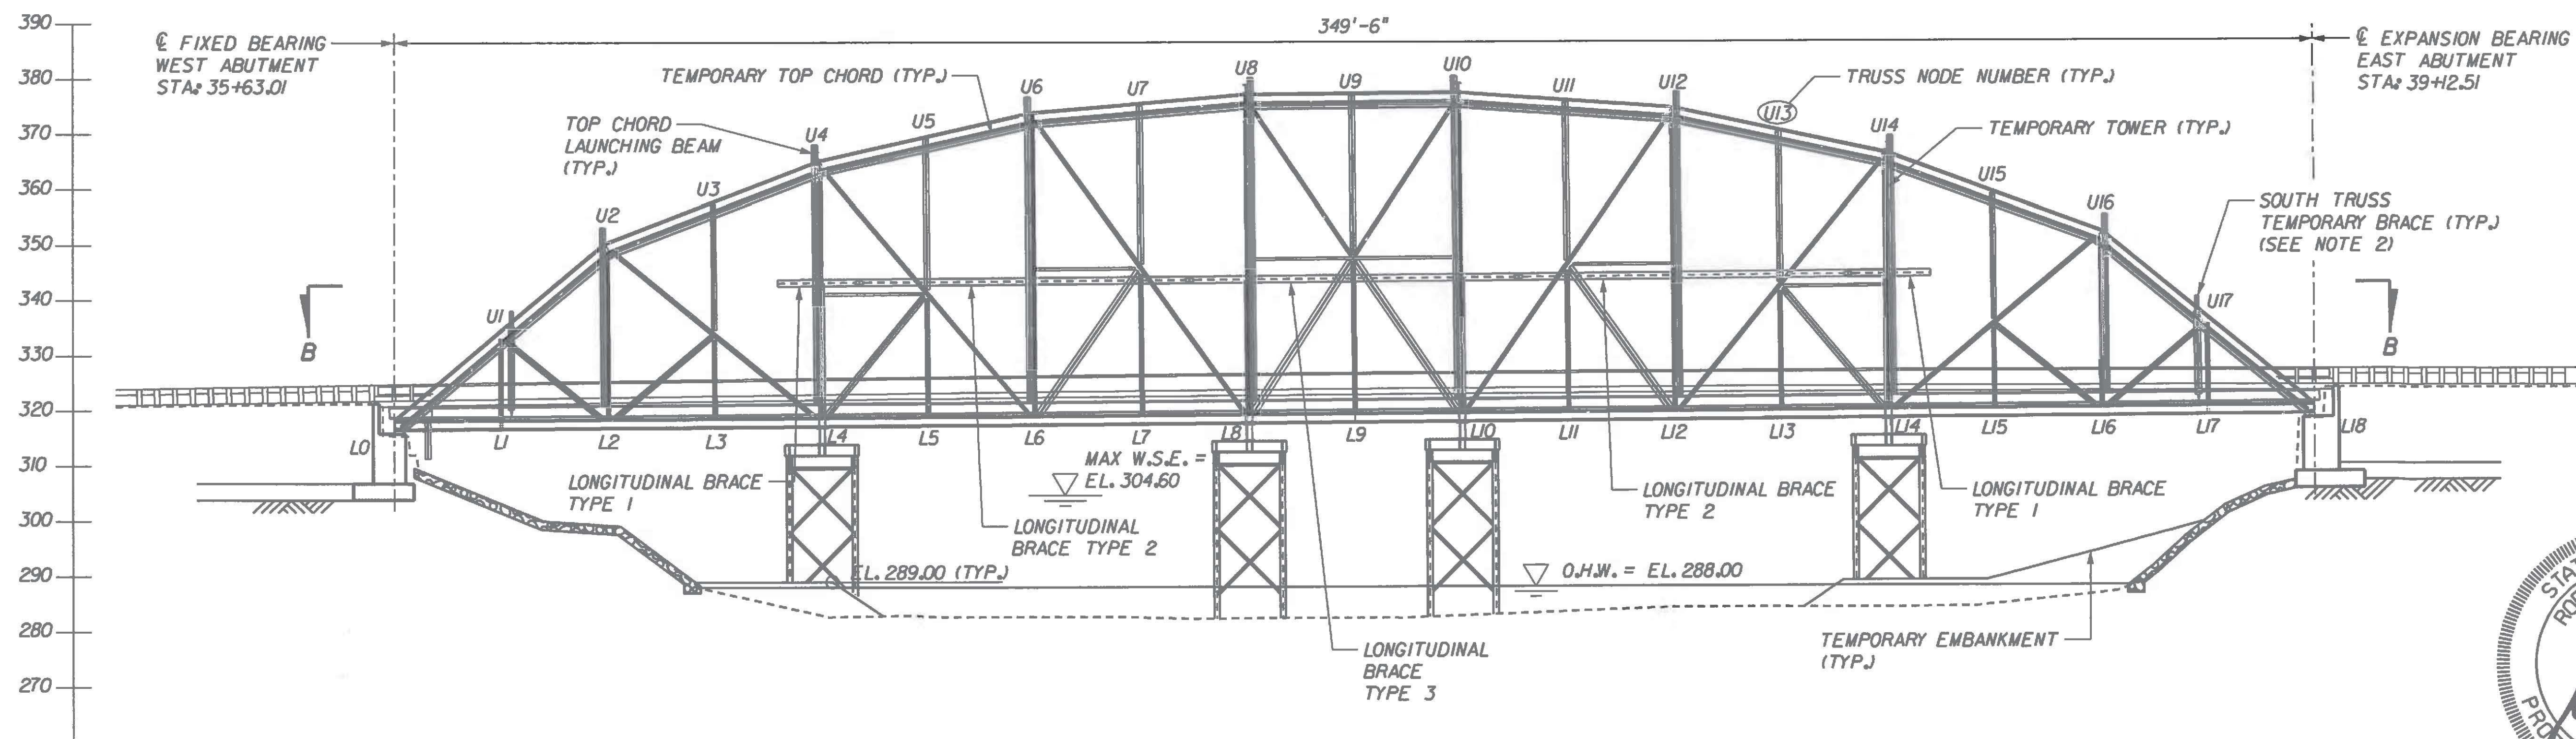 390
380
370
360
350
340
330
320
310
300
290
280
270
℄ FIXED BEARING
WEST ABUTMENT
STA: 35+63.01
349'-6"
℄ EXPANSION BEARING
EAST ABUTMENT
STA: 39+12.51
TEMPORARY TOP CHORD (TYP.)
TOP CHORD
LAUNCHING BEAM
(TYP.)
TRUSS NODE NUMBER (TYP.)
TEMPORARY TOWER (TYP.)
SOUTH TRUSS
TEMPORARY BRACE (TYP.)
(SEE NOTE 2)
U1
U2
U3
U4
U5
U6
U7
U8
U9
U10
U11
U12
U13
U14
U15
U16
U17
B
B
L0
L1
L2
L3
L4
L5
L6
L7
L8
L9
L10
L11
L12
L13
L14
L15
L16
L17
L18
LONGITUDINAL BRACE
TYPE 1
LONGITUDINAL
BRACE TYPE 2
MAX W.S.E. =
EL. 304.60
LONGITUDINAL BRACE
TYPE 2
LONGITUDINAL BRACE
TYPE 1
EL. 289.00 (TYP.)
O.H.W. = EL. 288.00
LONGITUDINAL
BRACE
TYPE 3
TEMPORARY EMBANKMENT
(TYP.)